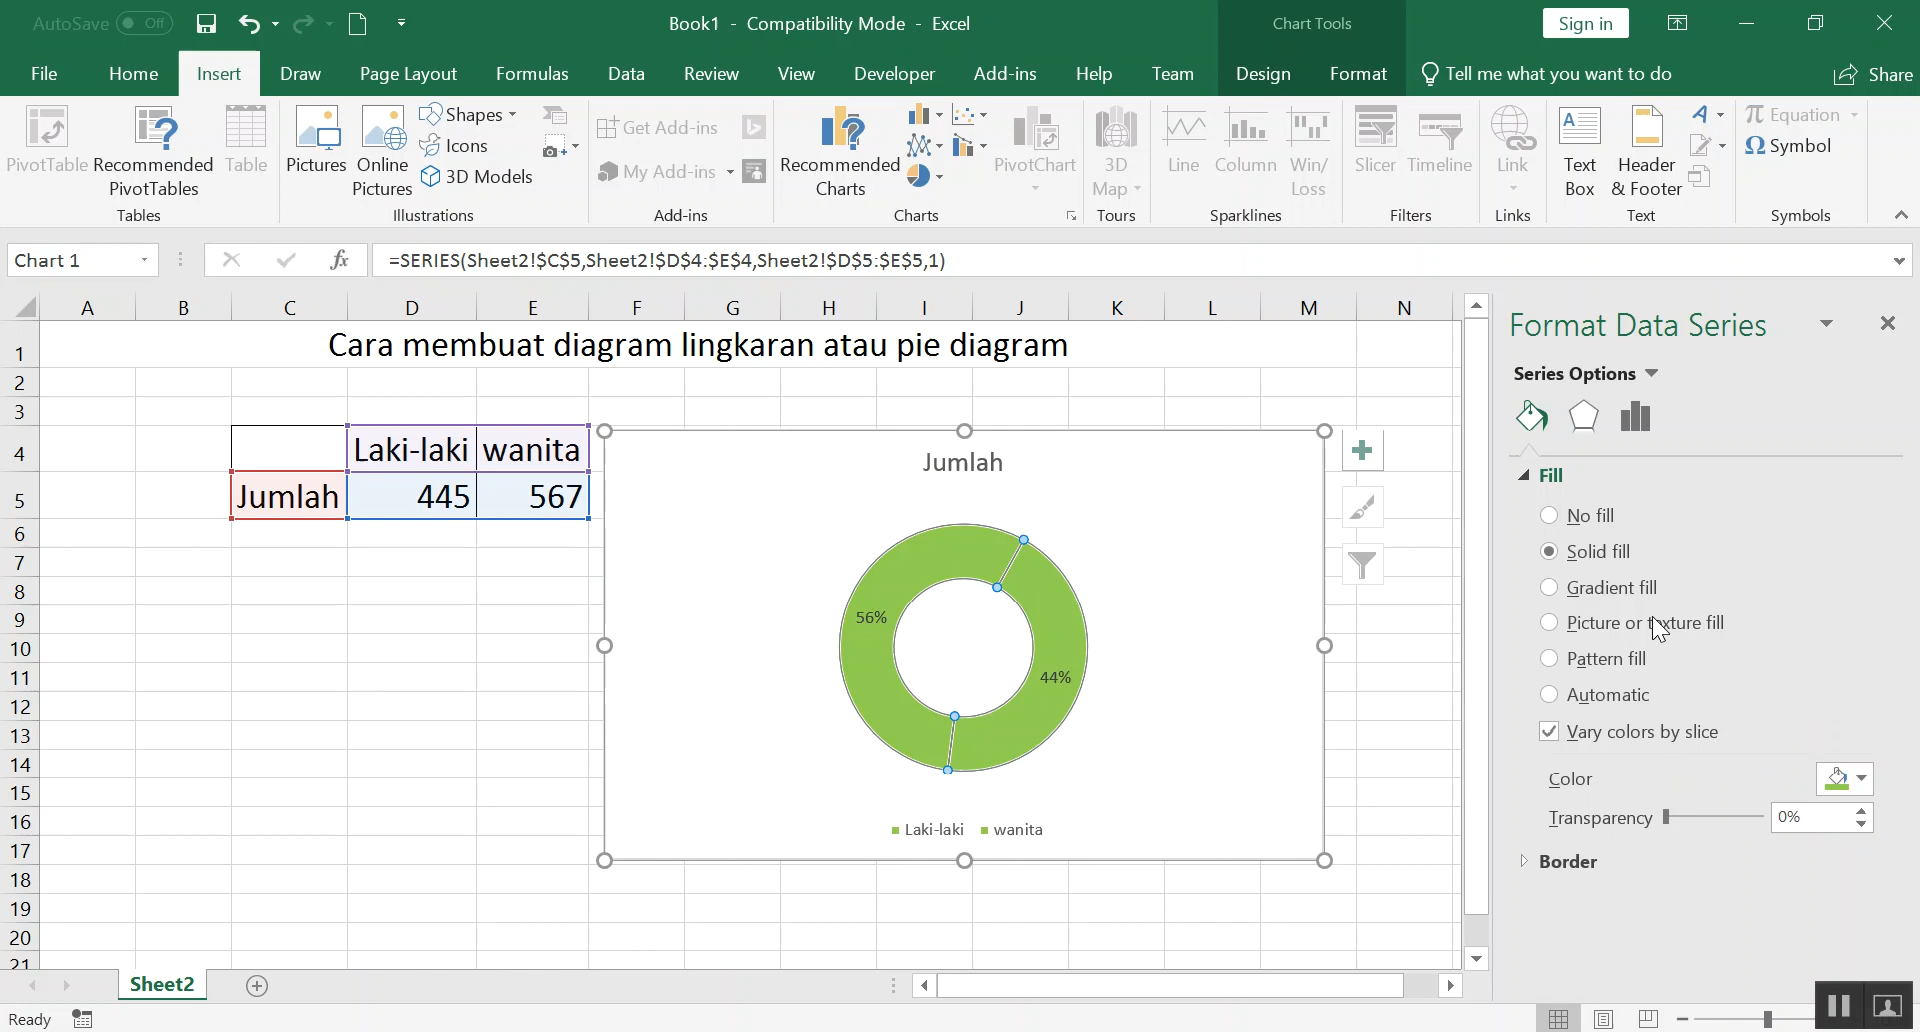 AutoSave Off
Book1 - Compatibility Mode - Excel
Chart Tools
Sign in
File Home Insert Draw Page Layout Formulas Data Review View Developer Add-ins Help Team Design Format Tell me what you want to do Share
PivotTable
Recommended PivotTables
Table
Tables
Pictures
Online Pictures
Shapes
Icons
3D Models
Illustrations
Get Add-ins
My Add-ins
Add-ins
Recommended Charts
PivotChart
Charts
3D Map
Tours
Line
Column
Win/ Loss
Sparklines
Slicer
Timeline
Filters
Link
Links
A
Text Box
Header & Footer
A
Text
π Equation
Ω Symbol
Symbols
Chart 1
fx
=SERIES(Sheet2!$C$5,Sheet2!$D$4:$E$4,Sheet2!$D$5:$E$5,1)
A B C D E F G H I J K L M N
1 Cara membuat diagram lingkaran atau pie diagram
2
3
4 Laki-laki wanita
5 Jumlah 445 567
6
7
8
9
10
11
12
13
14
15
16
17
18
19
20
21
Jumlah
56%
44%
Laki-laki wanita
Format Data Series
Series Options
Fill
No fill
Solid fill
Gradient fill
Picture or texture fill
Pattern fill
Automatic
Vary colors by slice
Color
Transparency 0%
Border
Sheet2
Ready